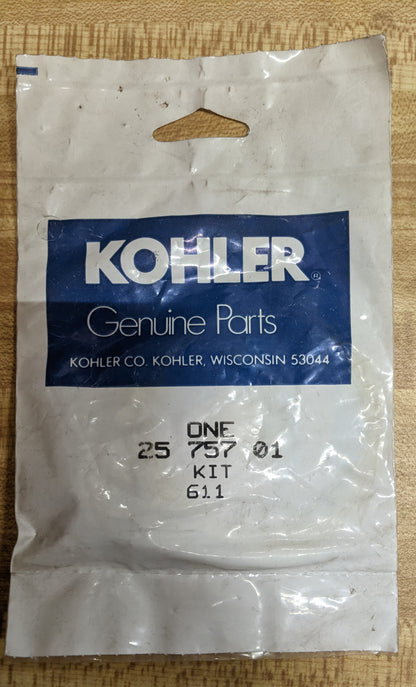 KOHLER®
Genuine Parts
KOHLER CO. KOHLER, WISCONSIN 53044
ONE
25 757 01
KIT
611